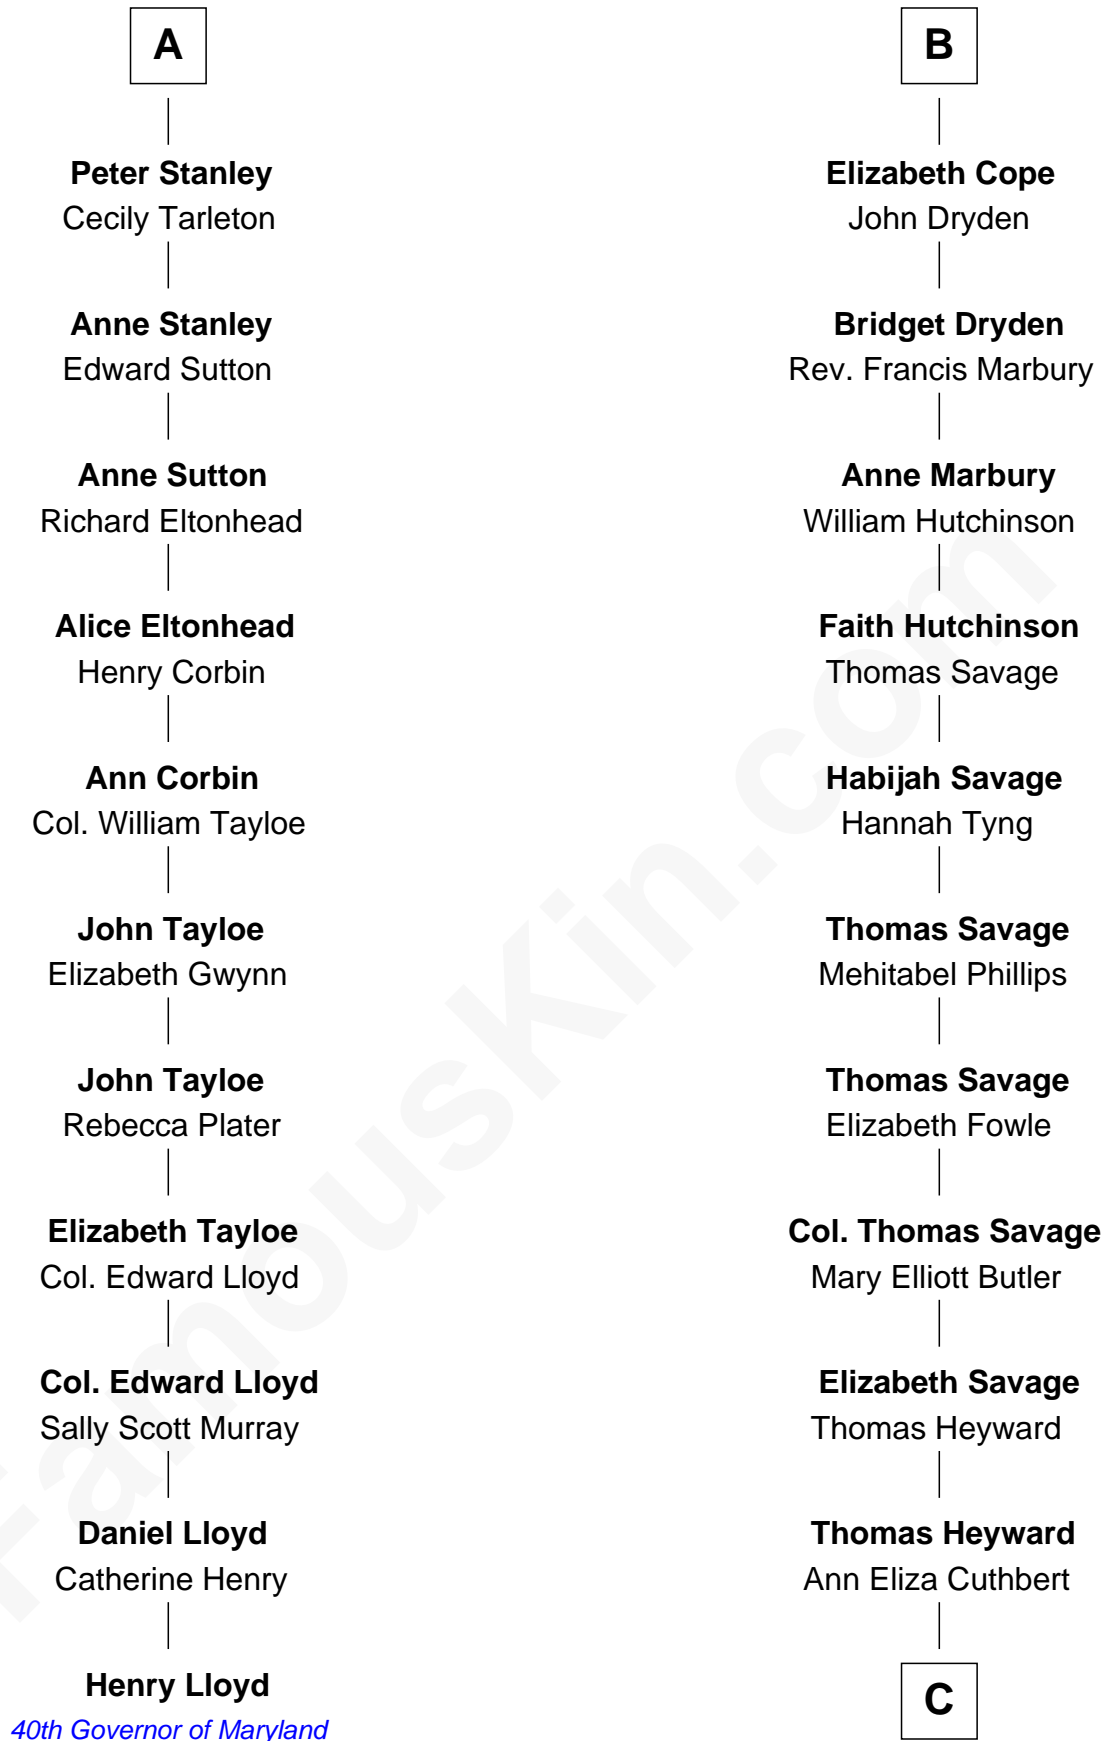 A
Peter Stanley
Cecily Tarleton
Anne Stanley
Edward Sutton
Anne Sutton
Richard Eltonhead
Alice Eltonhead
Henry Corbin
Ann Corbin
Col. William Tayloe
John Tayloe
Elizabeth Gwynn
John Tayloe
Rebecca Plater
Elizabeth Tayloe
Col. Edward Lloyd
Col. Edward Lloyd
Sally Scott Murray
Daniel Lloyd
Catherine Henry
Henry Lloyd
40th Governor of Maryland
B
Elizabeth Cope
John Dryden
Bridget Dryden
Rev. Francis Marbury
Anne Marbury
William Hutchinson
Faith Hutchinson
Thomas Savage
Habijah Savage
Hannah Tyng
Thomas Savage
Mehitabel Phillips
Thomas Savage
Elizabeth Fowle
Col. Thomas Savage
Mary Elliott Butler
Elizabeth Savage
Thomas Heyward
Thomas Heyward
Ann Eliza Cuthbert
C
FamousKin.com